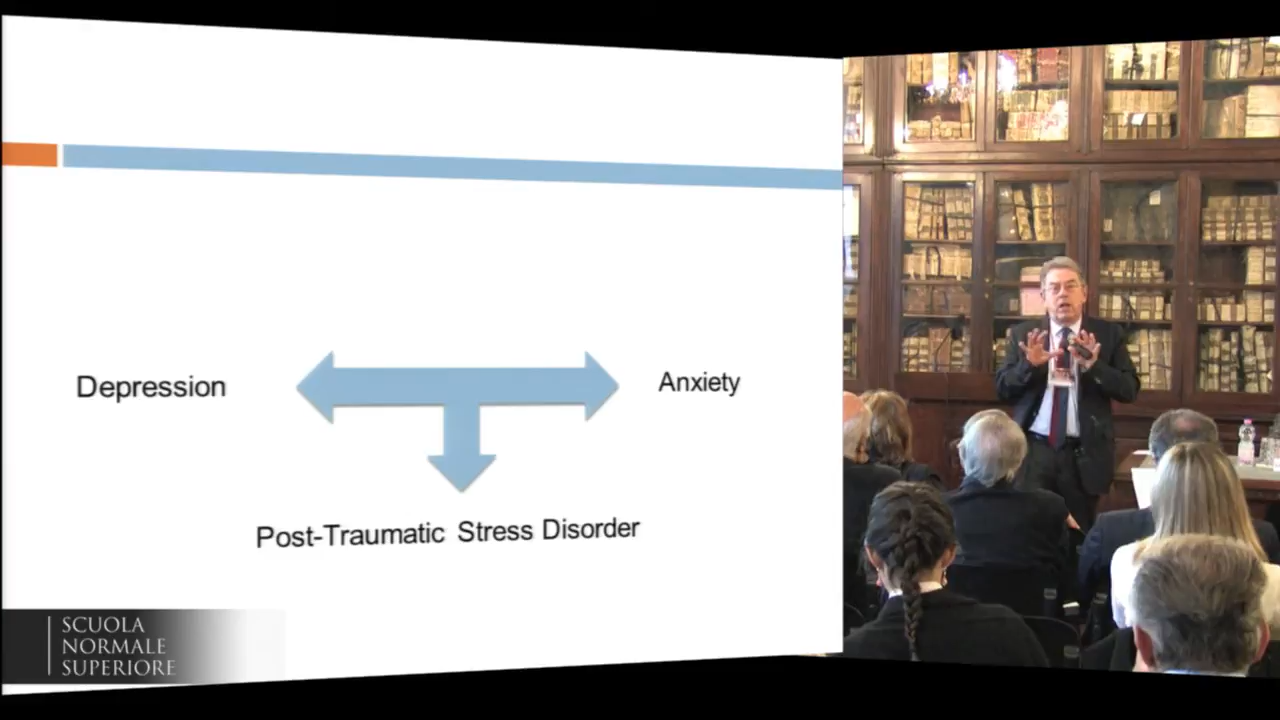 Depression
Anxiety
Post-Traumatic Stress Disorder
SCUOLA
NORMALE
SUPERIORE